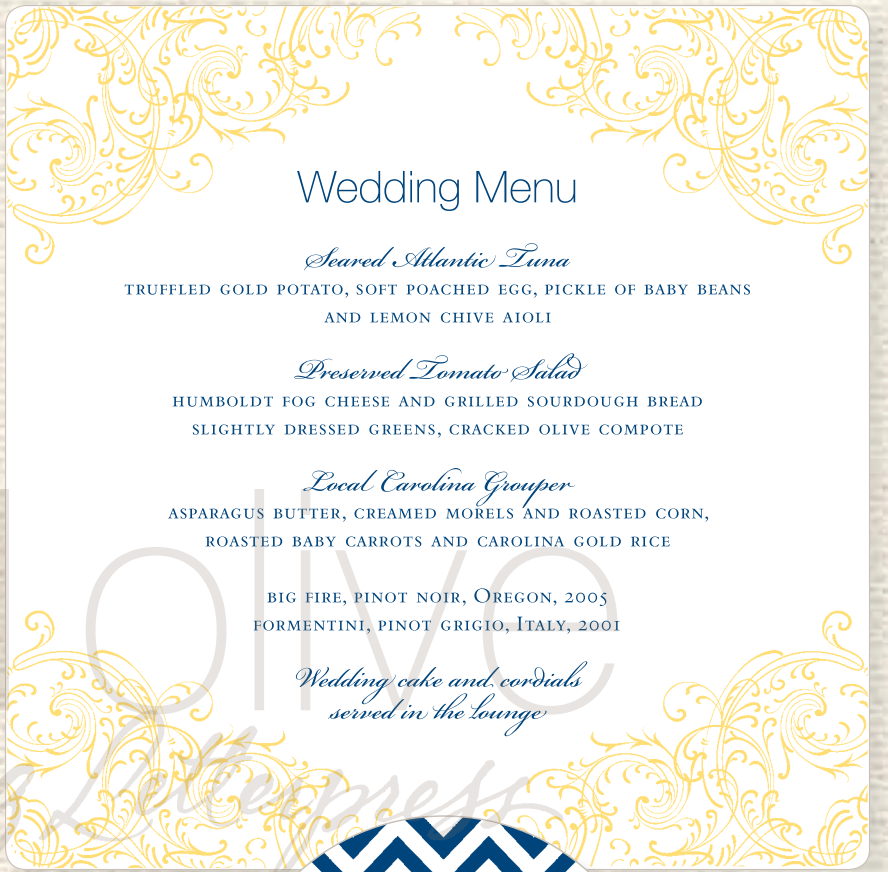 Wedding Menu
Seared Atlantic Tuna
TRUFFLED GOLD POTATO, SOFT POACHED EGG, PICKLE OF BABY BEANS
AND LEMON CHIVE AIOLI
Preserved Tomato Salad
HUMBOLDT FOG CHEESE AND GRILLED SOURDOUGH BREAD
SLIGHTLY DRESSED GREENS, CRACKED OLIVE COMPOTE
Local Carolina Grouper
ASPARAGUS BUTTER, CREAMED MORELS AND ROASTED CORN,
ROASTED BABY CARROTS AND CAROLINA GOLD RICE
BIG FIRE, PINOT NOIR, OREGON, 2005
FORMENTINI, PINOT GRIGIO, ITALY, 2001
Wedding cake and cordials
served in the lounge
olive
Letterpress